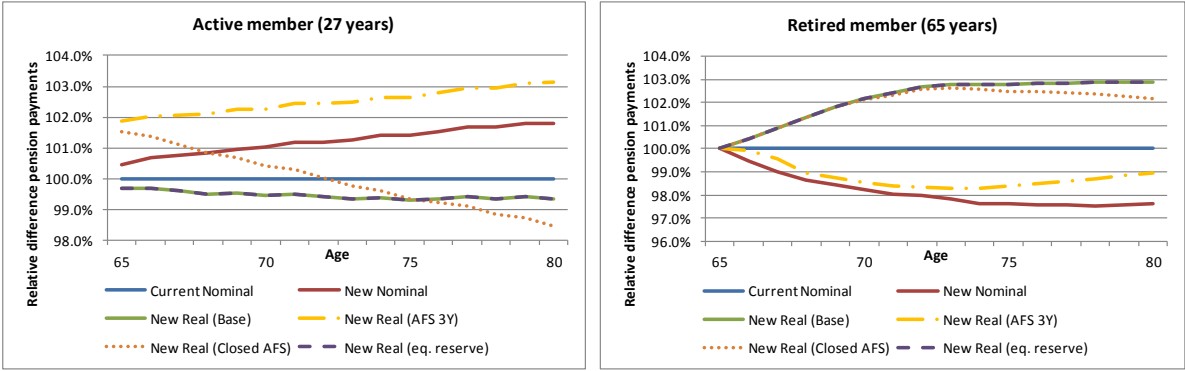 Active member (27 years)
Relative difference pension payments
104.0%
103.0%
102.0%
101.0%
100.0%
99.0%
98.0%
65
70
75
80
Age
Current Nominal
New Nominal
New Real (Base)
New Real (AFS 3Y)
New Real (Closed AFS)
New Real (eq. reserve)
Retired member (65 years)
Relative difference pension payments
104.0%
103.0%
102.0%
101.0%
100.0%
99.0%
98.0%
97.0%
96.0%
65
70
75
80
Age
Current Nominal
New Nominal
New Real (Base)
New Real (AFS 3Y)
New Real (Closed AFS)
New Real (eq. reserve)